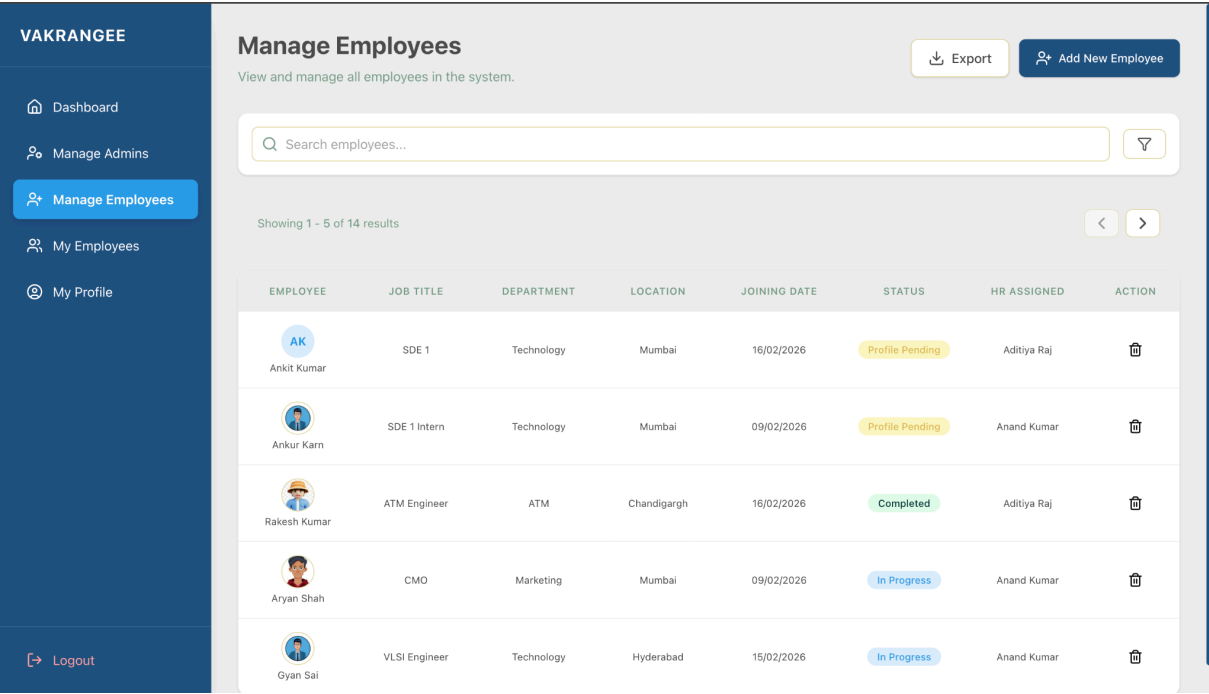 VAKRANGEE
Dashboard
Manage Admins
Manage Employees
My Employees
My Profile
Logout
Manage Employees
View and manage all employees in the system.
Export
Add New Employee
Search employees...
Showing 1 - 5 of 14 results
EMPLOYEE JOB TITLE DEPARTMENT LOCATION JOINING DATE STATUS HR ASSIGNED ACTION
AK
Ankit Kumar SDE 1 Technology Mumbai 16/02/2026 Profile Pending Aditiya Raj
Ankur Karn SDE 1 Intern Technology Mumbai 09/02/2026 Profile Pending Anand Kumar
Rakesh Kumar ATM Engineer ATM Chandigargh 16/02/2026 Completed Aditiya Raj
Aryan Shah CMO Marketing Mumbai 09/02/2026 In Progress Anand Kumar
Gyan Sai VLSI Engineer Technology Hyderabad 15/02/2026 In Progress Anand Kumar